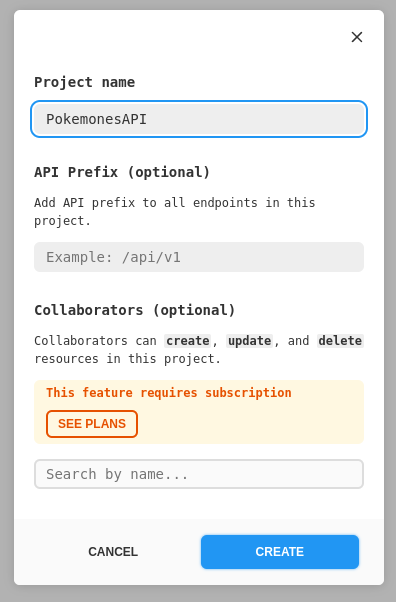 Project name
PokemonesAPI
API Prefix (optional)
Add API prefix to all endpoints in this
project.
Example: /api/v1
Collaborators (optional)
Collaborators can create, update, and delete
resources in this project.
This feature requires subscription
SEE PLANS
Search by name...
CANCEL
CREATE